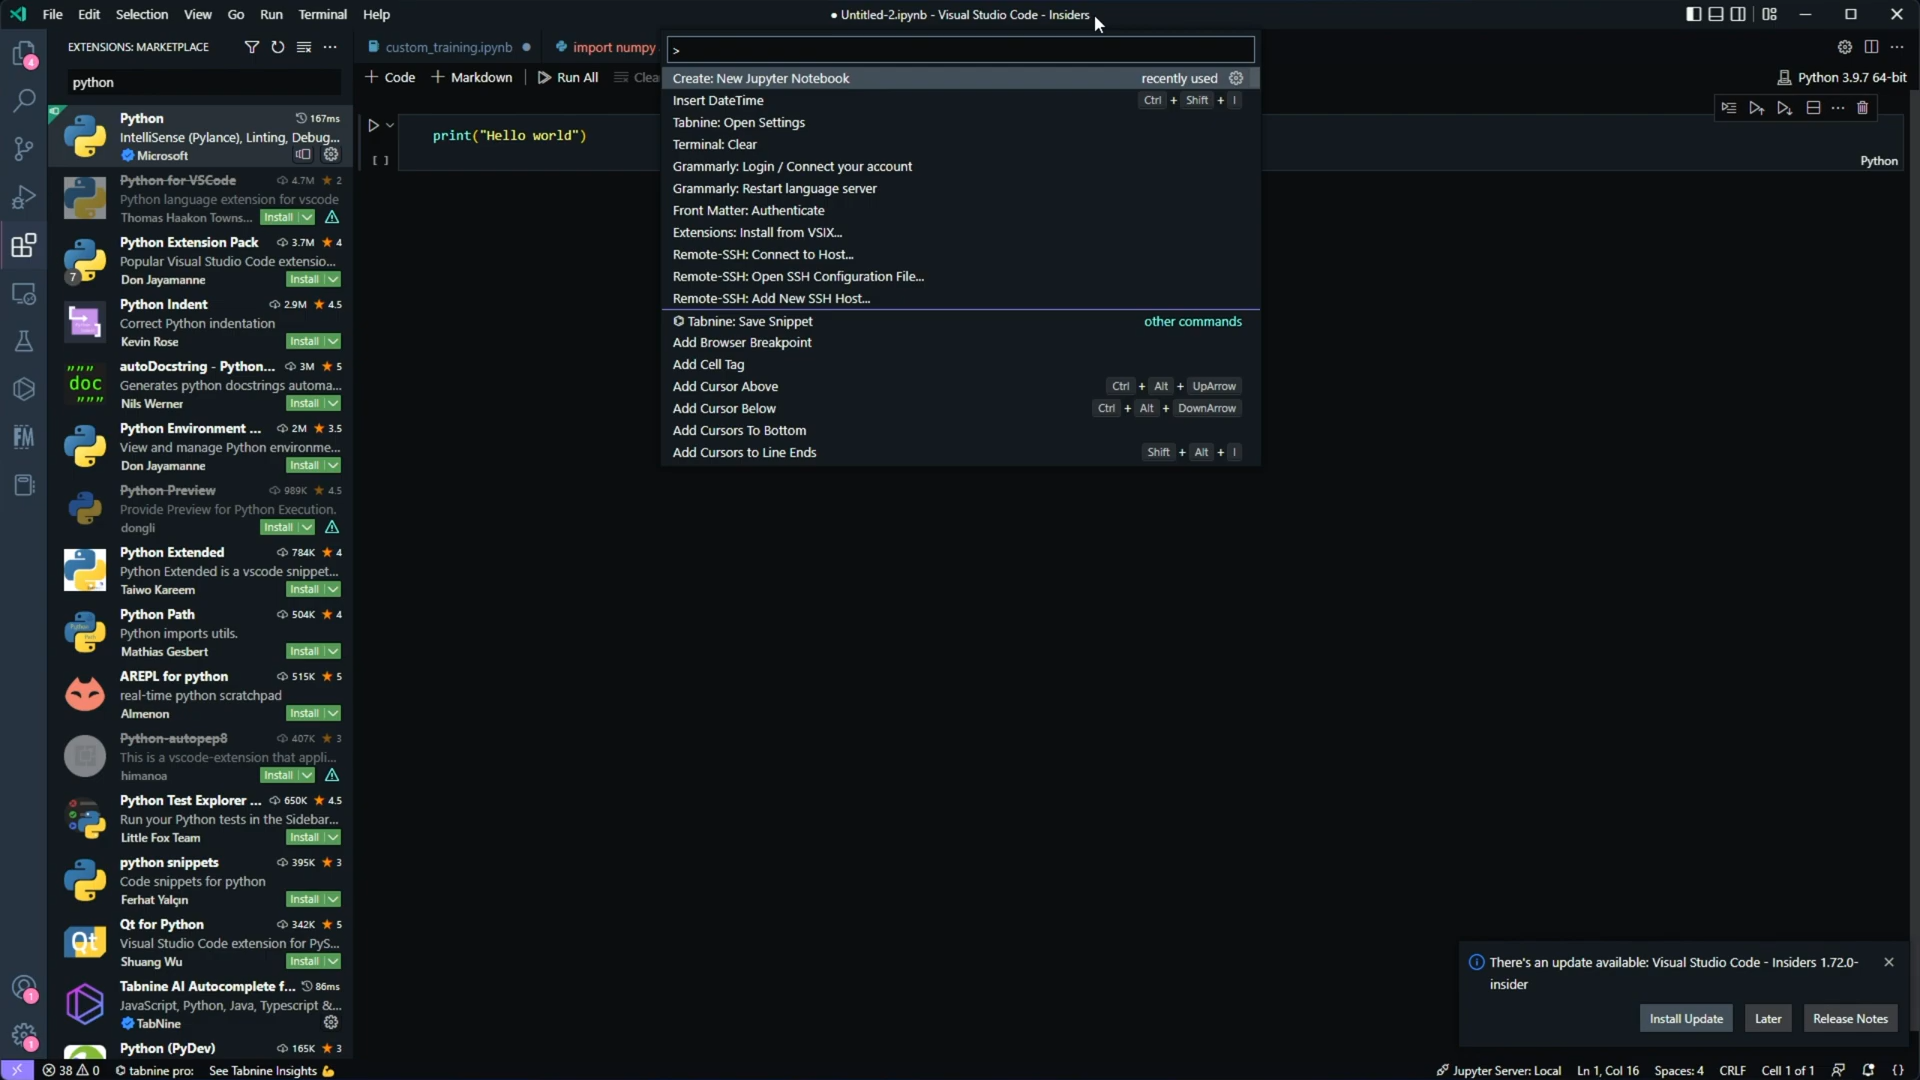 File Edit Selection View Go Run Terminal Help
● Untitled-2.ipynb - Visual Studio Code - Insiders
EXTENSIONS: MARKETPLACE
python
Python 167ms
IntelliSense (Pylance), Linting, Debug...
Microsoft
Python for VSCode 4.7M ★ 2
Python language extension for vscode
Thomas Haakon Towns... Install
Python Extension Pack 3.7M ★ 4
Popular Visual Studio Code extensio...
7
Don Jayamanne Install
Python Indent 2.9M ★ 4.5
Correct Python indentation
Kevin Rose Install
autoDocstring - Python... 3M ★ 5
""" doc """
Generates python docstrings automa...
Nils Werner Install
Python Environment ... 2M ★ 3.5
View and manage Python environme...
Don Jayamanne Install
Python Preview 989K ★ 4.5
Provide Preview for Python Execution.
dongli Install
Python Extended 784K ★ 4
Python Extended is a vscode snippet...
Taiwo Kareem Install
Python Path 504K ★ 4
Python imports utils.
Mathias Gesbert Install
AREPL for python 515K ★ 5
real-time python scratchpad
Almenon Install
Python-autopep8 407K ★ 3
This is a vscode-extension that appli...
himanoa Install
Python Test Explorer ... 650K ★ 4.5
Run your Python tests in the Sidebar...
Little Fox Team Install
python snippets 395K ★ 3
Code snippets for python
Ferhat Yalçın Install
Qt for Python 342K ★ 5
Qt
Visual Studio Code extension for PyS...
Shuang Wu Install
Tabnine AI Autocomplete f... 86ms
JavaScript, Python, Java, Typescript &...
TabNine
Python (PyDev) 165K ★ 3
4
FM
1
1
custom_training.ipynb ● import numpy
+ Code + Markdown Run All Clea
Python 3.9.7 64-bit
print("Hello world")
[ ]
Python
>
Create: New Jupyter Notebook recently used
Insert DateTime Ctrl + Shift + I
Tabnine: Open Settings
Terminal: Clear
Grammarly: Login / Connect your account
Grammarly: Restart language server
Front Matter: Authenticate
Extensions: Install from VSIX...
Remote-SSH: Connect to Host...
Remote-SSH: Open SSH Configuration File...
Remote-SSH: Add New SSH Host...
Tabnine: Save Snippet other commands
Add Browser Breakpoint
Add Cell Tag
Add Cursor Above Ctrl + Alt + UpArrow
Add Cursor Below Ctrl + Alt + DownArrow
Add Cursors To Bottom
Add Cursors to Line Ends Shift + Alt + I
There's an update available: Visual Studio Code - Insiders 1.72.0-
insider
Install Update Later Release Notes
38 0 tabnine pro: See Tabnine Insights 💪
Jupyter Server: Local Ln 1, Col 16 Spaces: 4 CRLF Cell 1 of 1 { }